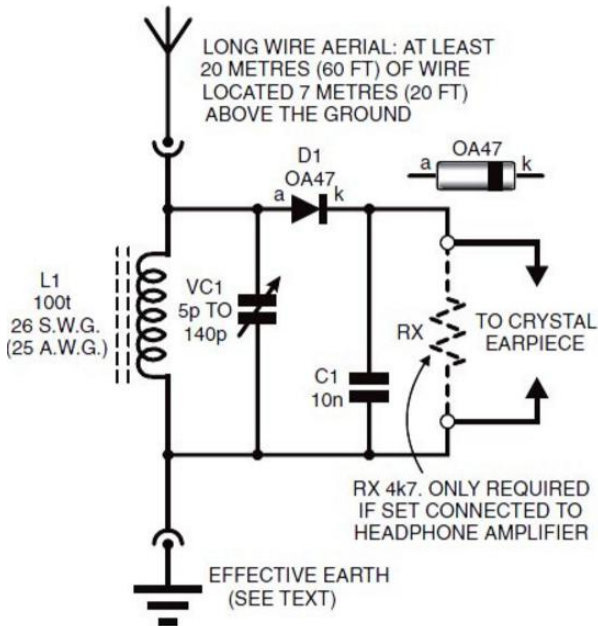 LONG WIRE AERIAL: AT LEAST
20 METRES (60 FT) OF WIRE
LOCATED 7 METRES (20 FT)
ABOVE THE GROUND
D1
OA47
a
k
OA47
a
k
L1
100t
26 S.W.G.
(25 A.W.G.)
VC1
5p TO
140p
C1
10n
RX
TO CRYSTAL
EARPIECE
RX 4k7. ONLY REQUIRED
IF SET CONNECTED TO
HEADPHONE AMPLIFIER
EFFECTIVE EARTH
(SEE TEXT)